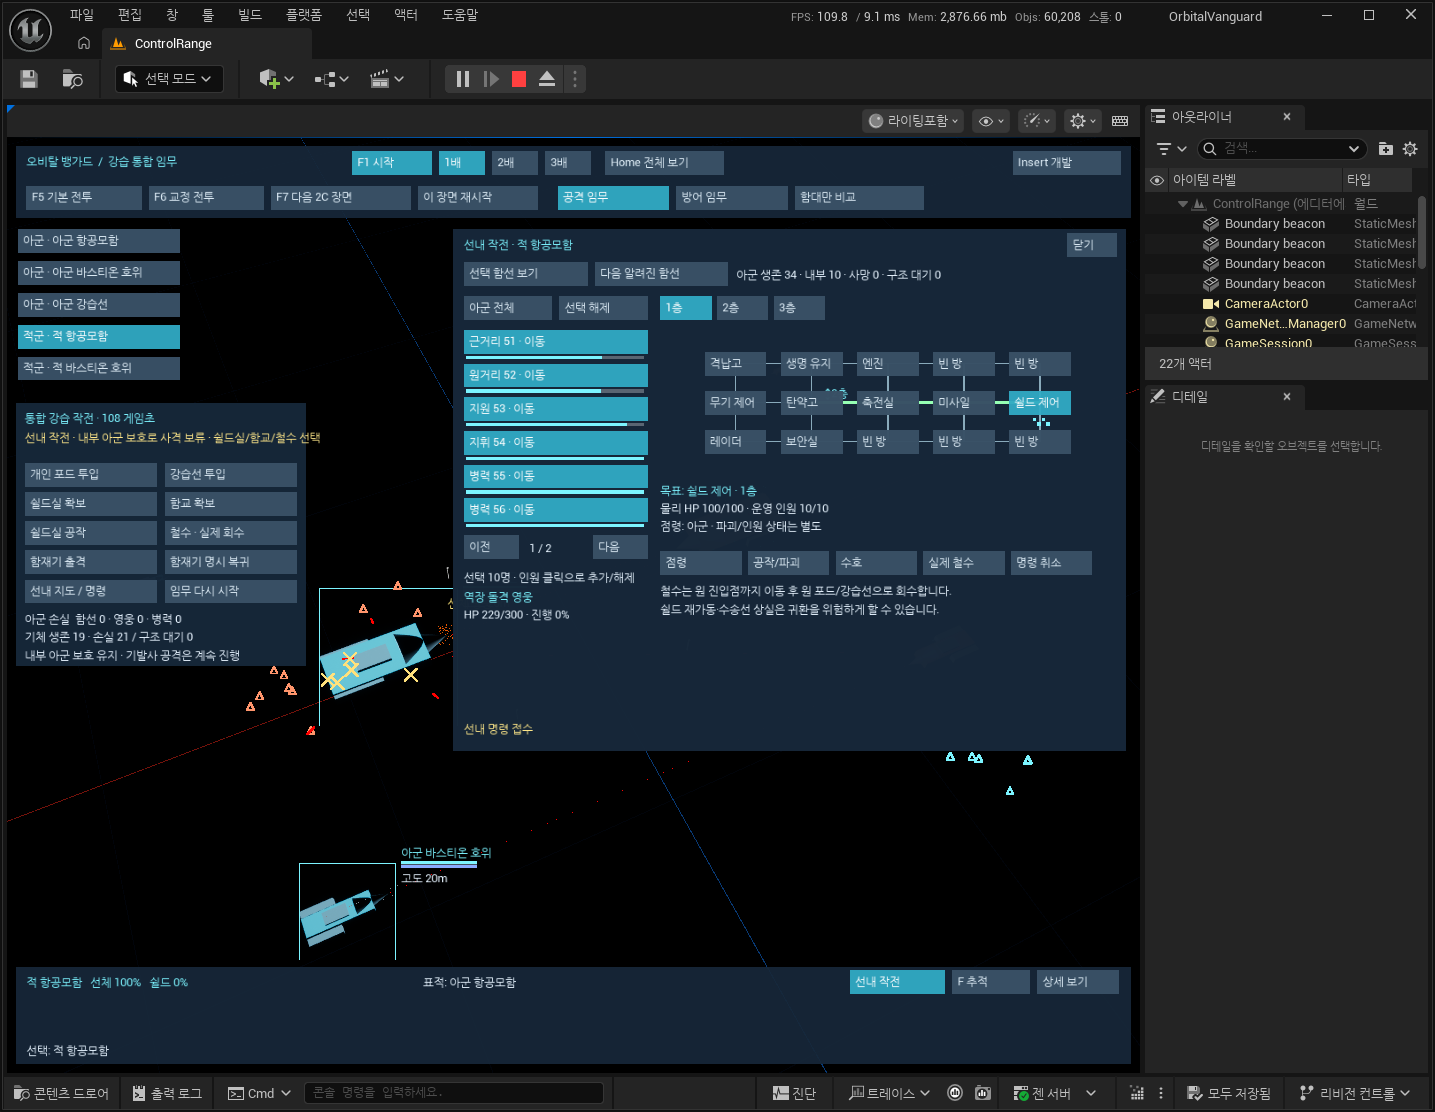 파일 편집 창 툴 빌드 플랫폼 선택 액터 도움말
FPS: 109.8 / 9.1 ms Mem: 2,876.66 mb Objs: 60,208 스톨: 0
OrbitalVanguard
ControlRange
선택 모드
라이팅포함
오비탈 뱅가드 / 강습 통합 임무
F1 시작 1배 2배 3배 Home 전체 보기 Insert 개발
F5 기본 전투 F6 교정 전투 F7 다음 2C 장면 이 장면 재시작 공격 임무 방어 임무 함대만 비교
아군 · 아군 항공모함
아군 · 아군 바스티온 호위
아군 · 아군 강습선
적군 · 적 항공모함
적군 · 적 바스티온 호위
통합 강습 작전 · 108 게임초
선내 작전 · 내부 아군 보호로 사격 보류 · 쉴드실/함교/철수 선택
개인 포드 투입 강습선 투입
쉴드실 확보 함교 확보
쉴드실 공작 철수 · 실제 회수
함재기 출격 함재기 명시 복귀
선내 지도 / 명령 임무 다시 시작
아군 손실 함선 0 · 영웅 0 · 병력 0
기체 생존 19 · 손실 21 / 구조 대기 0
내부 아군 보호 유지 · 기발사 공격은 계속 진행
선내 작전 · 적 항공모함 닫기
선택 함선 보기 다음 알려진 함선 아군 생존 34 · 내부 10 · 사망 0 · 구조 대기 0
아군 전체 선택 해제 1층 2층 3층
근거리 51 · 이동
원거리 52 · 이동
지원 53 · 이동
지휘 54 · 이동
병력 55 · 이동
병력 56 · 이동
이전 1 / 2 다음
선택 10명 · 인원 클릭으로 추가/해제
역장 돌격 영웅
HP 229/300 · 진행 0%
격납고 생명 유지 엔진 빈 방 빈 방
무기 제어 탄약고 축전실 미사일 쉴드 제어
레이더 보안실 빈 방 빈 방 빈 방
목표: 쉴드 제어 · 1층
물리 HP 100/100 · 운영 인원 10/10
점령: 아군 · 파괴/인원 상태는 별도
점령 공작/파괴 수호 실제 철수 명령 취소
철수는 원 진입점까지 이동 후 원 포드/강습선으로 회수합니다.
쉴드 재가동·수송선 상실은 귀환을 위험하게 할 수 있습니다.
선내 명령 접수
아군 바스티온 호위
고도 20m
적 항공모함 선체 100% 쉴드 0%
표적: 아군 항공모함
선내 작전 F 추적 상세 보기
선택: 적 항공모함
아웃라이너
검색...
아이템 라벨 타입
ControlRange (에디터에 월드
Boundary beacon StaticMesh
Boundary beacon StaticMesh
Boundary beacon StaticMesh
Boundary beacon StaticMesh
CameraActor0 CameraAct
GameNet...Manager0 GameNetw
GameSession0 GameSess
22개 액터
디테일
디테일을 확인할 오브젝트를 선택합니다.
콘텐츠 드로어 출력 로그 Cmd 콘솔 명령을 입력하세요. 진단 트레이스 젠 서버 모두 저장됨 리비전 컨트롤